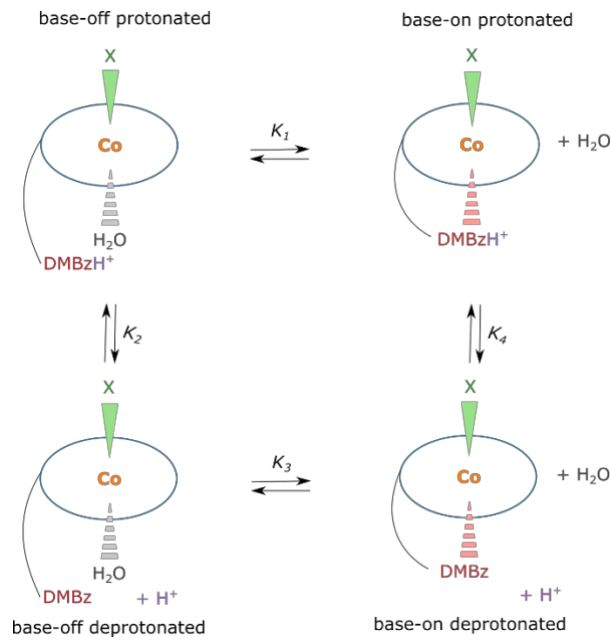 base-off protonated
base-on protonated
X
X
K₁
Co
Co
+ H₂O
H₂O
DMBzH⁺
DMBzH⁺
K₂
K₄
X
X
K₃
Co
Co
+ H₂O
H₂O
DMBz
DMBz + H⁺
+ H⁺
base-off deprotonated
base-on deprotonated